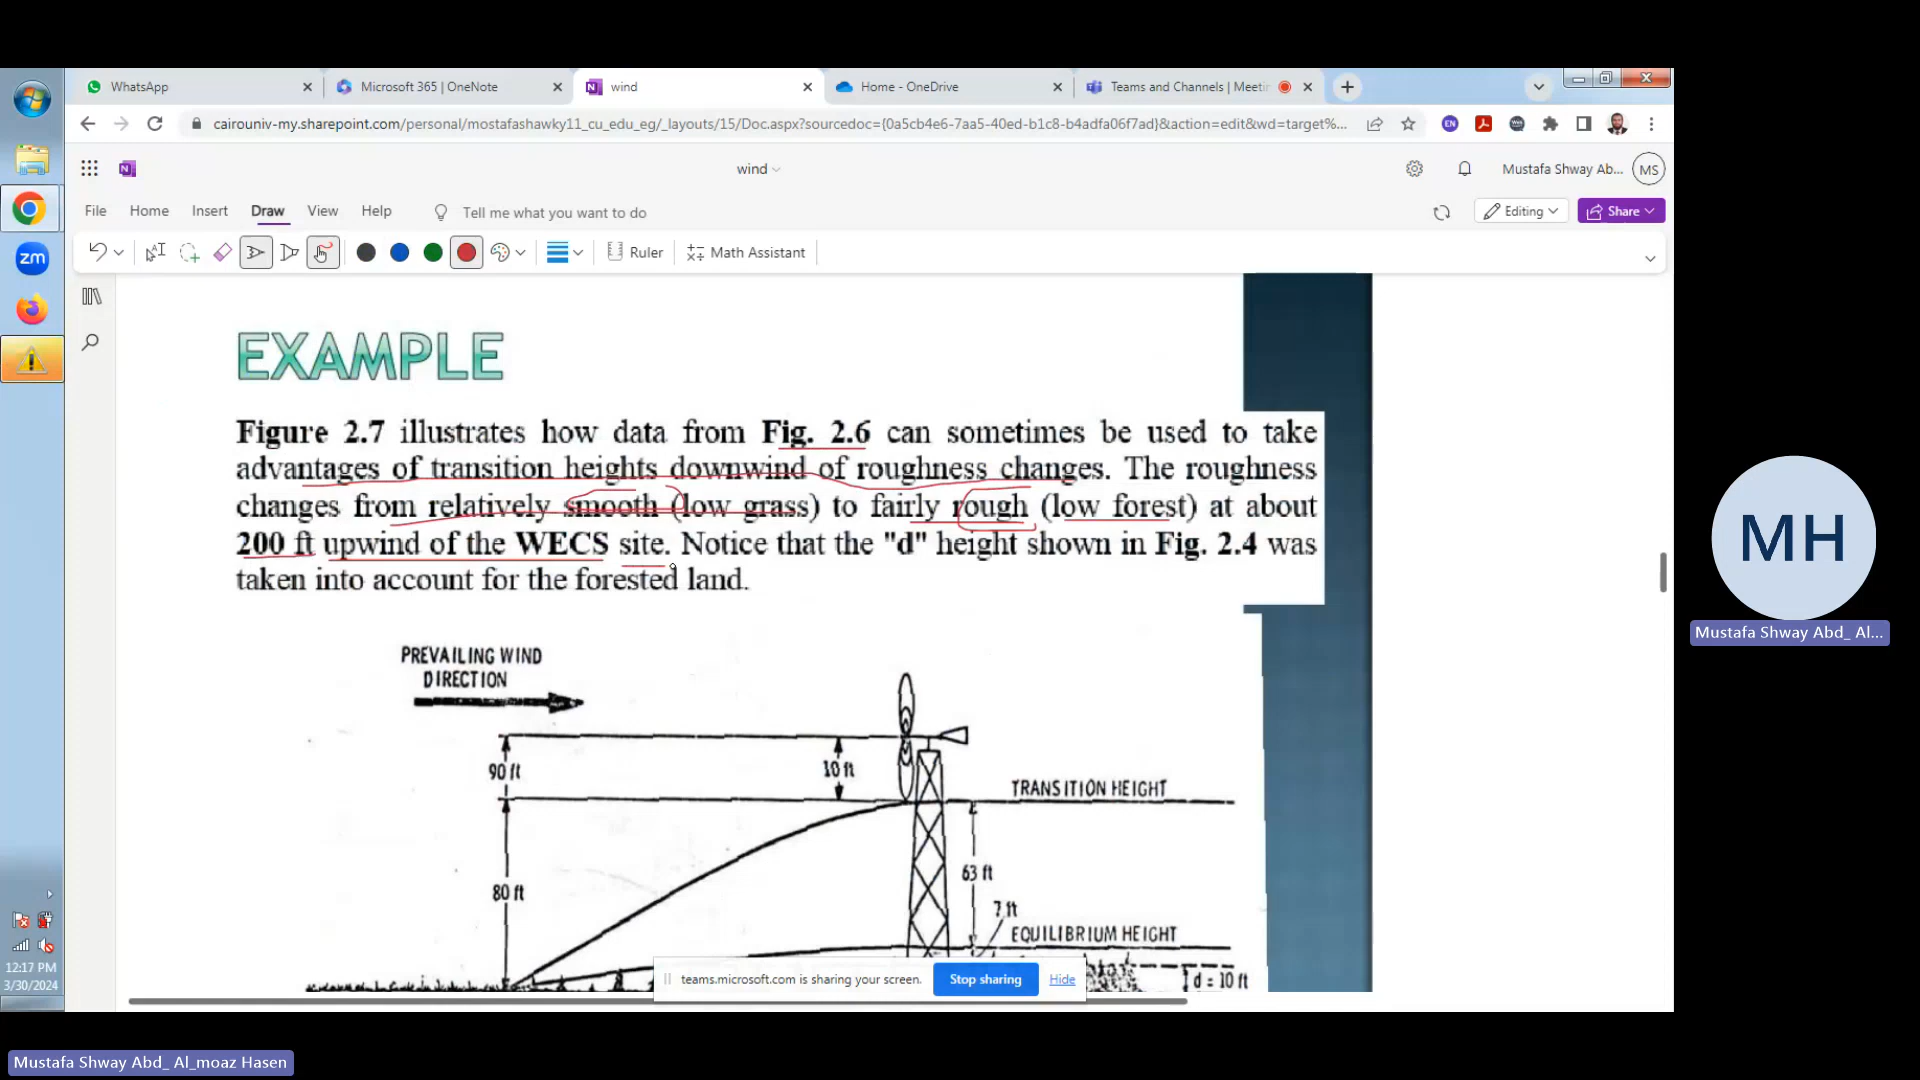 WhatsApp
Microsoft 365 | OneNote
wind
Home - OneDrive
Teams and Channels | Meetin
cairouniv-my.sharepoint.com/personal/mostafashawky11_cu_edu_eg/_layouts/15/Doc.aspx?sourcedoc={0a5cb4e6-7aa5-40ed-b1c8-b4adfa06f7ad}&action=edit&wd=target%...
EN
wind
Mustafa Shway Ab...
MS
File Home Insert Draw View Help
Tell me what you want to do
Editing
Share
Ruler
Math Assistant
zm
EXAMPLE
Figure 2.7 illustrates how data from Fig. 2.6 can sometimes be used to take
advantages of transition heights downwind of roughness changes. The roughness
changes from relatively smooth (low grass) to fairly rough (low forest) at about
200 ft upwind of the WECS site. Notice that the "d" height shown in Fig. 2.4 was
taken into account for the forested land.
PREVAILING WIND
DIRECTION
90 ft
10 ft
TRANSITION HEIGHT
80 ft
63 ft
7 ft
EQUILIBRIUM HEIGHT
d = 10 ft
teams.microsoft.com is sharing your screen.
Stop sharing
Hide
12:17 PM
3/30/2024
MH
Mustafa Shway Abd_ Al...
Mustafa Shway Abd_ Al_moaz Hasen